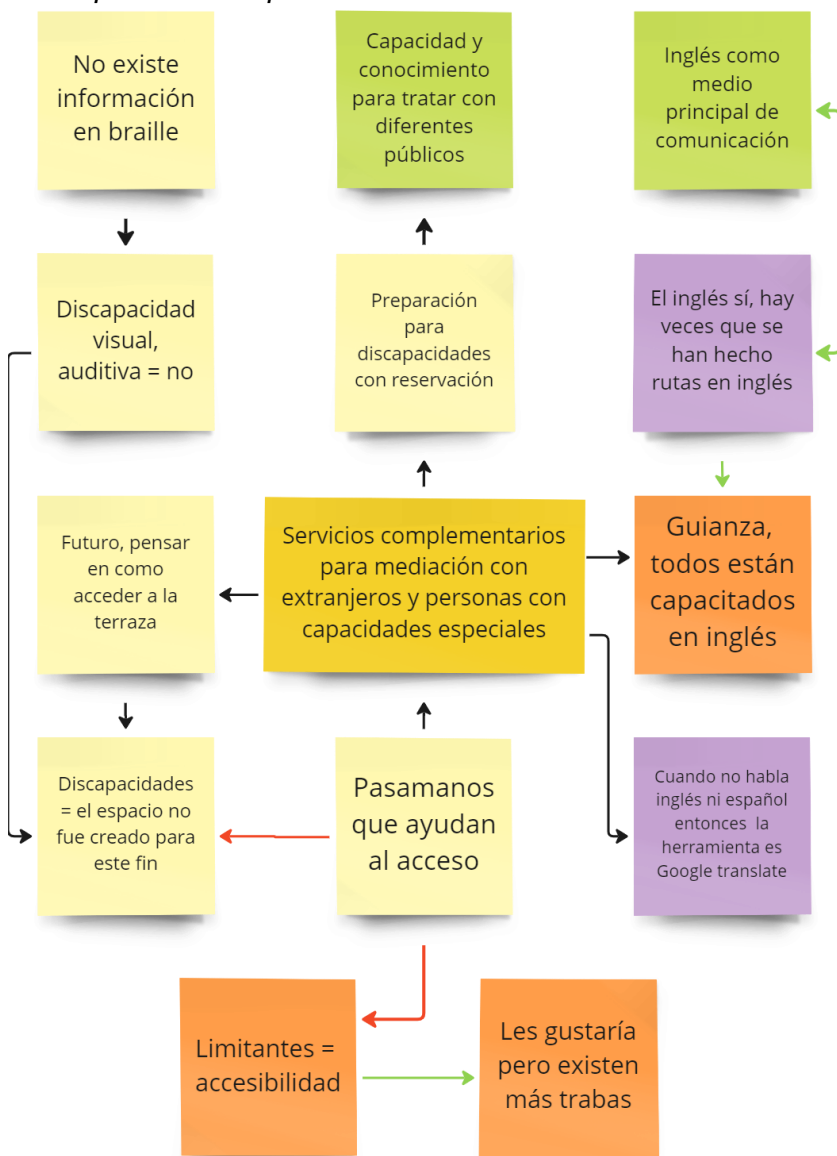 No existe
información
en braille
Capacidad y
conocimiento
para tratar con
diferentes
públicos
Inglés como
medio
principal de
comunicación
Discapacidad
visual,
auditiva = no
Preparación
para
discapacidades
con reservación
El inglés sí, hay
veces que se
han hecho
rutas en inglés
Futuro, pensar
en como
acceder a la
terraza
Servicios complementarios
para mediación con
extranjeros y personas con
capacidades especiales
Guianza,
todos están
capacitados
en inglés
Discapacidades
= el espacio no
fue creado para
este fin
Pasamanos
que ayudan
al acceso
Cuando no habla
inglés ni español
entonces la
herramienta es
Google translate
Limitantes =
accesibilidad
Les gustaría
pero existen
más trabas